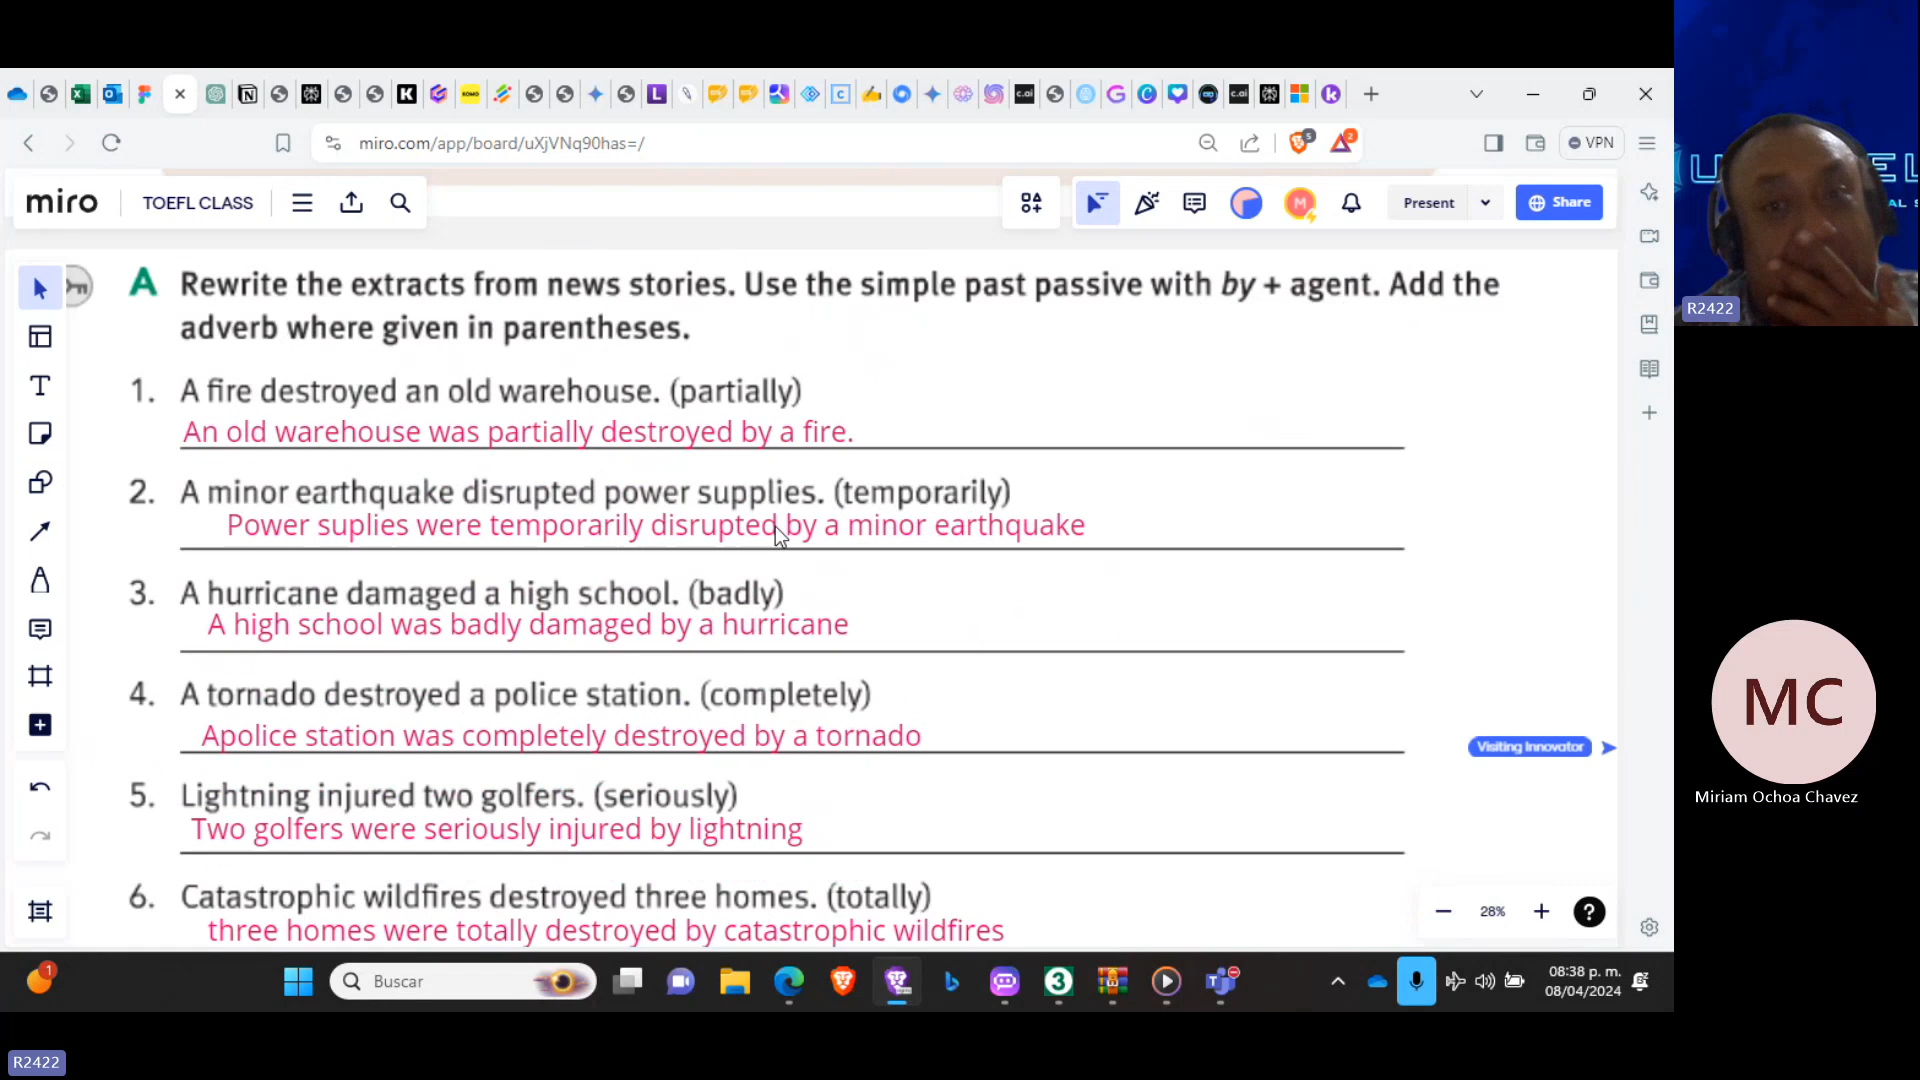 miro.com/app/board/uXjVNq90has=/
5
2
VPN
miro
TOEFL CLASS
M
Present
Share
A Rewrite the extracts from news stories. Use the simple past passive with by + agent. Add the
adverb where given in parentheses.
1. A fire destroyed an old warehouse. (partially)
An old warehouse was partially destroyed by a fire.
2. A minor earthquake disrupted power supplies. (temporarily)
Power suplies were temporarily disrupted by a minor earthquake
3. A hurricane damaged a high school. (badly)
A high school was badly damaged by a hurricane
4. A tornado destroyed a police station. (completely)
Apolice station was completely destroyed by a tornado
Visiting Innovator
5. Lightning injured two golfers. (seriously)
Two golfers were seriously injured by lightning
6. Catastrophic wildfires destroyed three homes. (totally)
three homes were totally destroyed by catastrophic wildfires
28%
1
Buscar
3
08:38 p. m.
08/04/2024
R2422
MC
Miriam Ochoa Chavez
R2422